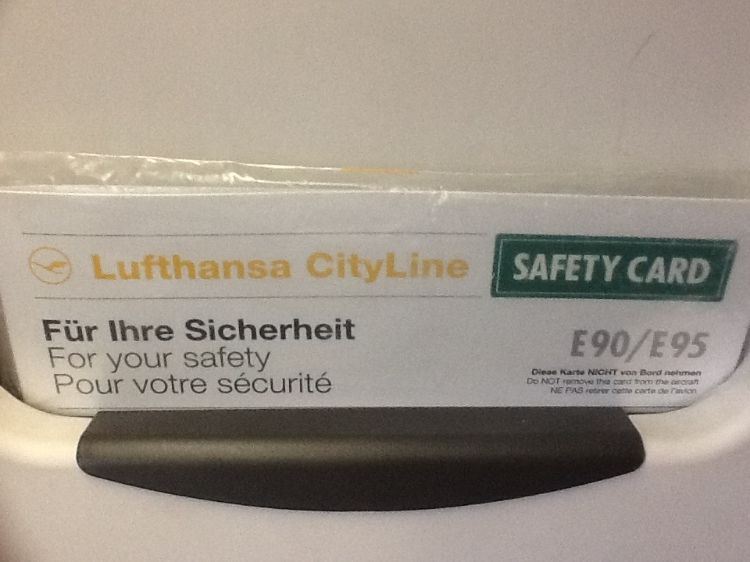 Lufthansa CityLine
SAFETY CARD
Für Ihre Sicherheit
For your safety
Pour votre sécurité
E90/E95
Diese Karte NICHT von Bord nehmen
Do NOT remove this card from the aircraft
NE PAS retirer cette carte de l'avion